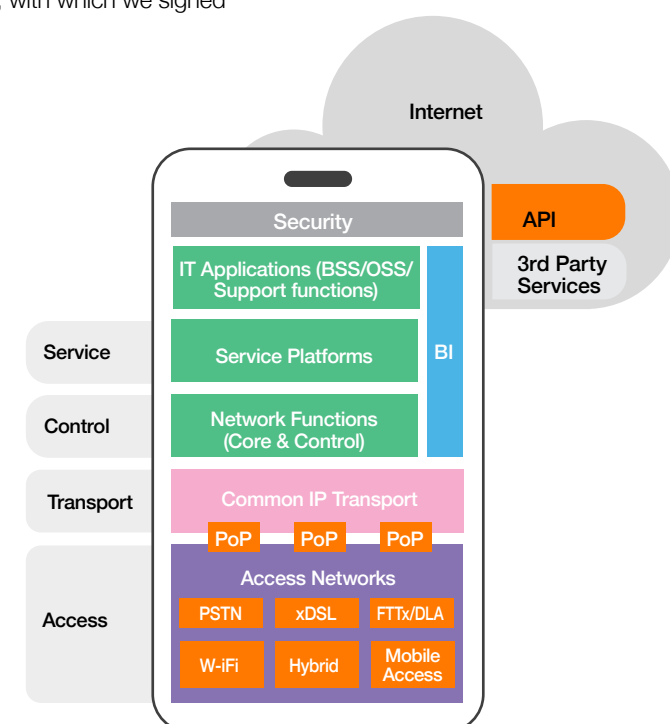 , with which we signed
Internet
Security
API
IT Applications (BSS/OSS/
Support functions)
3rd Party
Services
Service
Service Platforms
BI
Control
Network Functions
(Core & Control)
Transport
Common IP Transport
PoP
PoP
PoP
Access Networks
PSTN
xDSL
FTTx/DLA
Access
W-iFi
Hybrid
Mobile
Access